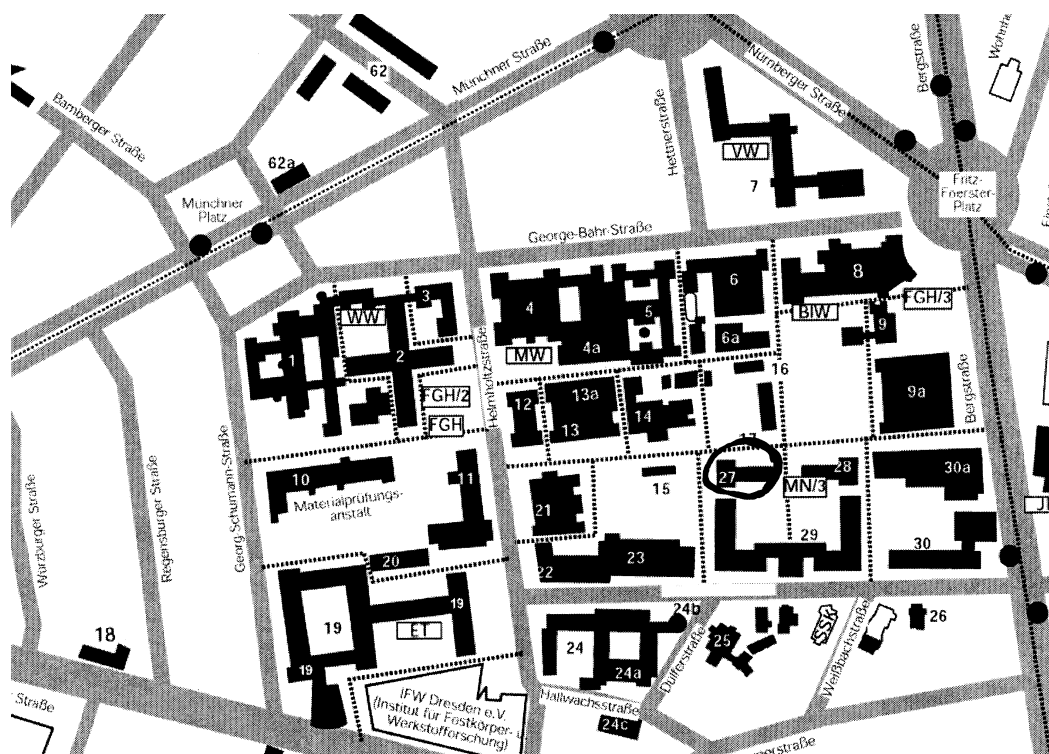 62
Münchner Straße
Nürnberger Straße
Bergstraße
Bamberger Straße
62a
Hettnerstraße
VW
7
Münchner
Platz
Fritz-
Foerster-
Platz
George-Bähr-Straße
6
8
3
4
5
FGH/3
WW
BIW
9
6a
1
2
MW
4a
16
FGH/2
12
13a
9a
Bergstraße
FGH
Helmholtzstraße
13
14
17
10
11
15
27
28
30a
MN/3
Materialprüfungs-
anstalt
21
29
30
20
22
23
Würzburger Straße
Regensburger Straße
Georg-Schumann-Straße
19
19
ET
24b
26
18
24
25
SSK
24a
Dülferstraße
Weißbachstraße
19
IFW Dresden e.V.
(Institut für Festkörper- u
Werkstofforschung)
Hallwachsstraße
24c
Straße